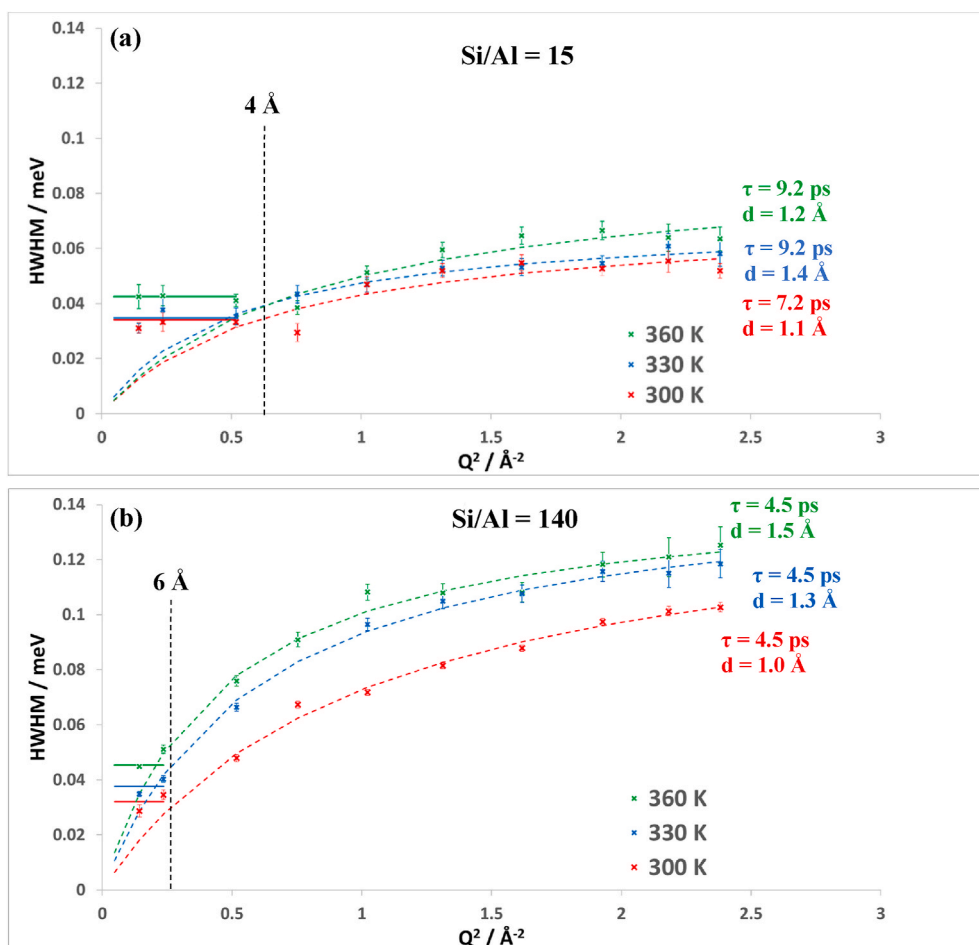 (a)
Si/Al = 15
4 Å
HWHM / meV
0.14
0.12
0.1
0.08
0.06
0.04
0.02
0
τ = 9.2 ps
d = 1.2 Å
τ = 9.2 ps
d = 1.4 Å
τ = 7.2 ps
d = 1.1 Å
360 K
330 K
300 K
0 0.5 1 1.5 2 2.5 3
Q² / Å⁻²
(b)
Si/Al = 140
6 Å
HWHM / meV
0.14
0.12
0.1
0.08
0.06
0.04
0.02
0
τ = 4.5 ps
d = 1.5 Å
τ = 4.5 ps
d = 1.3 Å
τ = 4.5 ps
d = 1.0 Å
360 K
330 K
300 K
0 0.5 1 1.5 2 2.5 3
Q² / Å⁻²